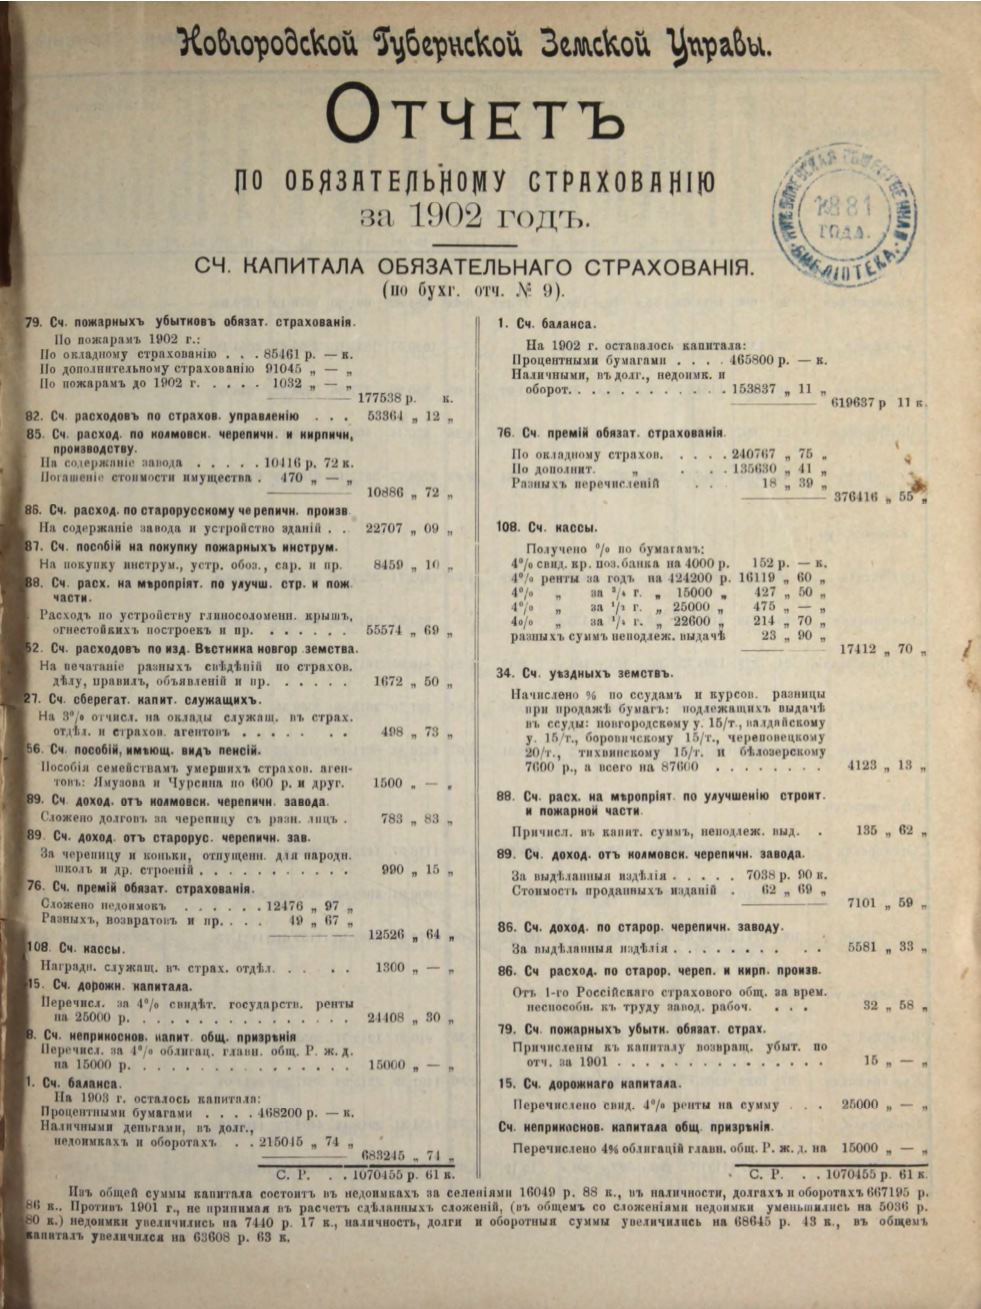 Новгородской Губернской Земской Управы.
Отчетъ
по обязательному страхованію
за 1902 годъ.
СЧ. КАПИТАЛА ОБЯЗАТЕЛЬНАГО СТРАХОВАНІЯ.
(по бухг. отч. № 9).
79. Сч. пожарныхъ убытковъ обязат. страхованія.
По пожарамъ 1902 г.:
По окладному страхованію . . . 85461 р. — к.
По дополнительному страхованію 91045 „ — „
По пожарамъ до 1902 г. . . . . 1032 „ — „
177538 р. к.
82. Сч. расходовъ по страхов. управленію . . . 53364 „ 12 „
85. Сч. расход. по колмовск. черепичн. и кирпичн,
производству.
На содержаніе завода . . . . . 10416 р. 72 к.
Погашеніе стоимости имущества . 470 „ — „
10886 „ 72 „
86. Сч. расход. по старорусскому черепичн. произв
На содержаніе завода и устройство зданій . . 22707 „ 09 „
87. Сч. пособій на покупку пожарныхъ инструм.
На покупку инструм., устр. обоз., сар. и пр. 8459 „ 10 „
88. Сч. расх. на мѣропріят. по улучш. стр. и пож.
части.
Расходъ по устройству глиносоломенн. крышъ,
огнестойкихъ построекъ и пр. . . . . . . 55574 „ 69 „
52. Сч. расходовъ по изд. Вѣстника новгор. земства.
На печатаніе разныхъ свѣдѣній по страхов.
дѣлу, правилъ, объявленій и пр. . . . . . 1672 „ 50 „
27. Сч. сберегат. капит. служащихъ.
На 3% отчисл. на оклады служащ. въ страх.
отдѣл. и страхов. агентовъ . . . . . . . 498 „ 73 „
56. Сч. пособій, имѣющ. видъ пенсій.
Пособія семействамъ умершихъ страхов. аген-
товъ: Ямузова и Чурсина по 600 р. и друг. 1500 „ — „
89. Сч. доход. отъ колмовск. черепичн. завода.
Сложено долговъ за черепицу съ разн. лицъ . 783 „ 83 „
89. Сч. доход. отъ старорус. черепичн. зав.
За черепицу и коньки, отпущенн. для народн.
школъ и др. строеній . . . . . . . . . . 990 „ 15 „
76. Сч. премій обязат. страхованія.
Сложено недоимокъ . . . . . . 12476 „ 97 „
Разныхъ, возвратовъ и пр. . . . 49 „ 67 „
12526 „ 64 „
108. Сч. кассы.
Наградн. служащ. въ страх. отдѣл. . . . . 1300 „ — „
15. Сч. дорожн. капитала.
Перечисл. за 4% свидѣт. государств. ренты
на 25000 р. . . . . . . . . . . . . . . 24408 „ 30 „
8. Сч. неприкоснов. капит. общ. призрѣнія
Перечисл. за 4% облигац. главн. общ. Р. ж. д.
на 15000 р. . . . . . . . . . . . . . . 15000 „ — „
1. Сч. баланса.
На 1903 г. осталось капитала:
Процентными бумагами . . . . 468200 р. — к.
Наличными деньгами, въ долг.,
недоимкахъ и оборотахъ . . 215045 „ 74 „
683245 „ 74 „
С. Р. . . 1070455 р. 61 к.
1. Сч. баланса.
На 1902 г. оставалось капитала:
Процентными бумагами . . . . 465800 р. — к.
Наличными, въ долг., недоимк. и
оборот. . . . . . . . . . . . 153837 „ 11 „
619637 р 11 к.
76. Сч. премій обязат. страхованія.
По окладному страхов. . . . . 240767 „ 75 „
По дополнит. „ . . . 135630 „ 41 „
Разныхъ перечисленій . . 18 „ 39 „
376416 „ 55 „
108. Сч. кассы.
Получено % по бумагамъ:
4% свид. кр. поз. банка на 4000 р. 152 р. — к.
4% ренты за годъ на 424200 р. 16119 „ 60 „
4% „ за ¾ г. „ 15000 „ 427 „ 50 „
4% „ за ½ г. „ 25000 „ 475 „ — „
4% „ за ¼ г. „ 22600 „ 214 „ 70 „
разныхъ суммъ неподлеж. выдачѣ 23 „ 90 „
17412 „ 70 „
34. Сч. уѣздныхъ земствъ.
Начислено % по ссудамъ и курсов. разницы
при продажѣ бумагъ: подлежащихъ выдачѣ
въ ссуды: новгородскому у. 15/т., валдайскому
у. 15/т., боровичскому 15/т., череповецкому
20/т., тихвинскому 15/т. и бѣлозерскому
7600 р., а всего на 87600 . . . . . . . . 4123 „ 13 „
88. Сч. расх. на мѣропріят. по улучшенію строит.
и пожарной части.
Причисл. въ капит. суммъ, неподлеж. выд. . 135 „ 62 „
89. Сч. доход. отъ колмовск. черепичн. завода.
За выдѣланныя издѣлія . . . . . 7038 р. 90 к.
Стоимость проданныхъ изданій . 62 „ 69 „
7101 „ 59 „
86. Сч. доход. по старор. черепичн. заводу.
За выдѣланныя издѣлія . . . . . . . . . . 5581 „ 33 „
86. Сч расход. по старор. череп. и кирп. произв.
Отъ 1-го Россійскаго страхового общ. за врем.
неспособн. къ труду завод. рабоч. . . . 32 „ 58 „
79. Сч. пожарныхъ убытк. обязат. страх.
Причислены къ капиталу возвращ. убыт. по
отч. за 1901 . . . . . . . . . . . . . . 15 „ — „
15. Сч. дорожнаго капитала.
Перечислено свид. 4% ренты на сумму . . . 25000 „ — „
Сч. неприкоснов. капитала общ. призрѣнія.
Перечислено 4% облигацій главн. общ. Р. ж. д. на 15000 „ — „
С. Р. . . 1070455 р. 61 к.
Изъ общей суммы капитала состоитъ въ недоимкахъ за селеніями 16049 р. 88 к., въ наличности, долгахъ и оборотахъ 667195 р.
86 к.. Противъ 1901 г., не принимая въ расчетъ сдѣланныхъ сложеній, (въ общемъ со сложеніями недоимки уменьшились на 5036 р.
80 к.) недоимки увеличились на 7440 р. 17 к., наличность, долги и оборотныя суммы увеличились на 68645 р. 43 к., въ общемъ
капиталъ увеличился на 63608 р. 63 к.
1881
ГОДА.
БИБЛІОТЕКА.